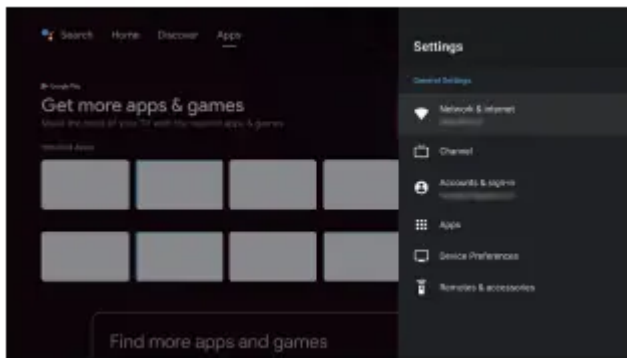 Search Home Discover Apps
Google Play
Get more apps & games
Make the most of your TV with the newest apps & games
Settings
General Settings
Network & internet
Channel
Accounts & sign-in
Apps
Device Preferences
Remotes & accessories
Find more apps and games